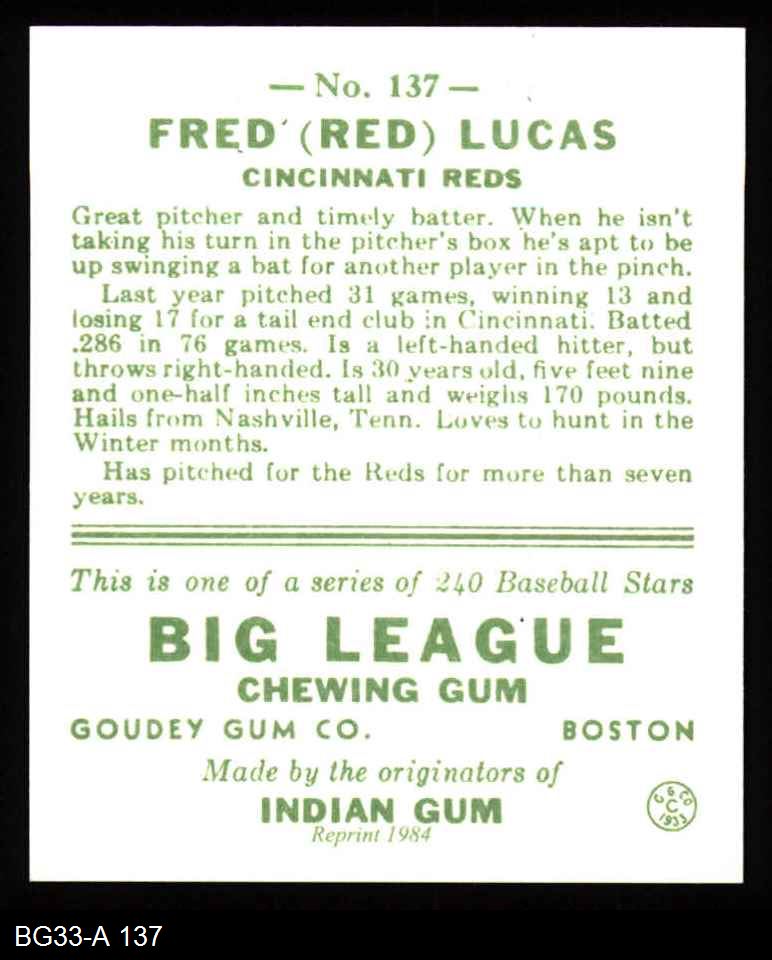 — No. 137 —
FRED (RED) LUCAS
CINCINNATI REDS
Great pitcher and timely batter. When he isn't
taking his turn in the pitcher's box he's apt to be
up swinging a bat for another player in the pinch.
Last year pitched 31 games, winning 13 and
losing 17 for a tail end club in Cincinnati. Batted
.286 in 76 games. Is a left-handed hitter, but
throws right-handed. Is 30 years old, five feet nine
and one-half inches tall and weighs 170 pounds.
Hails from Nashville, Tenn. Loves to hunt in the
Winter months.
Has pitched for the Reds for more than seven
years.
This is one of a series of 240 Baseball Stars
BIG LEAGUE
CHEWING GUM
GOUDEY GUM CO. BOSTON
Made by the originators of
INDIAN GUM
Reprint 1984
G. G. CO
C
1933
BG33-A 137